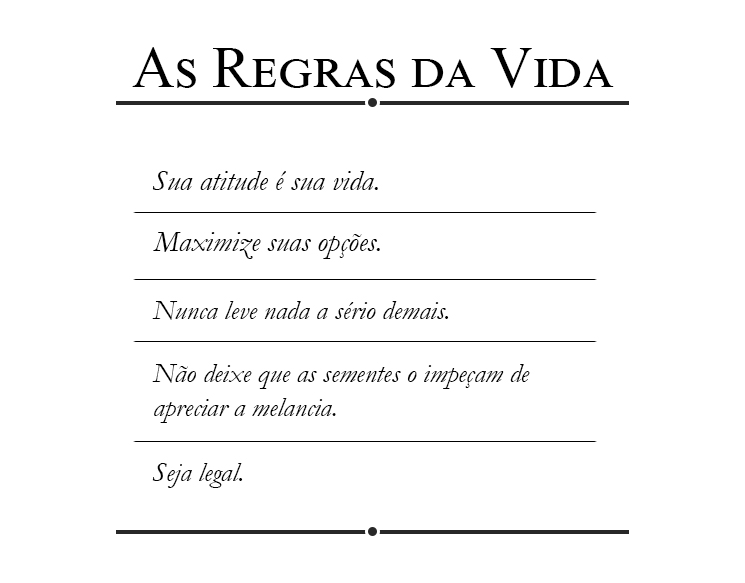 As Regras da Vida
Sua atitude é sua vida.
Maximize suas opções.
Nunca leve nada a sério demais.
Não deixe que as sementes o impeçam de
apreciar a melancia.
Seja legal.